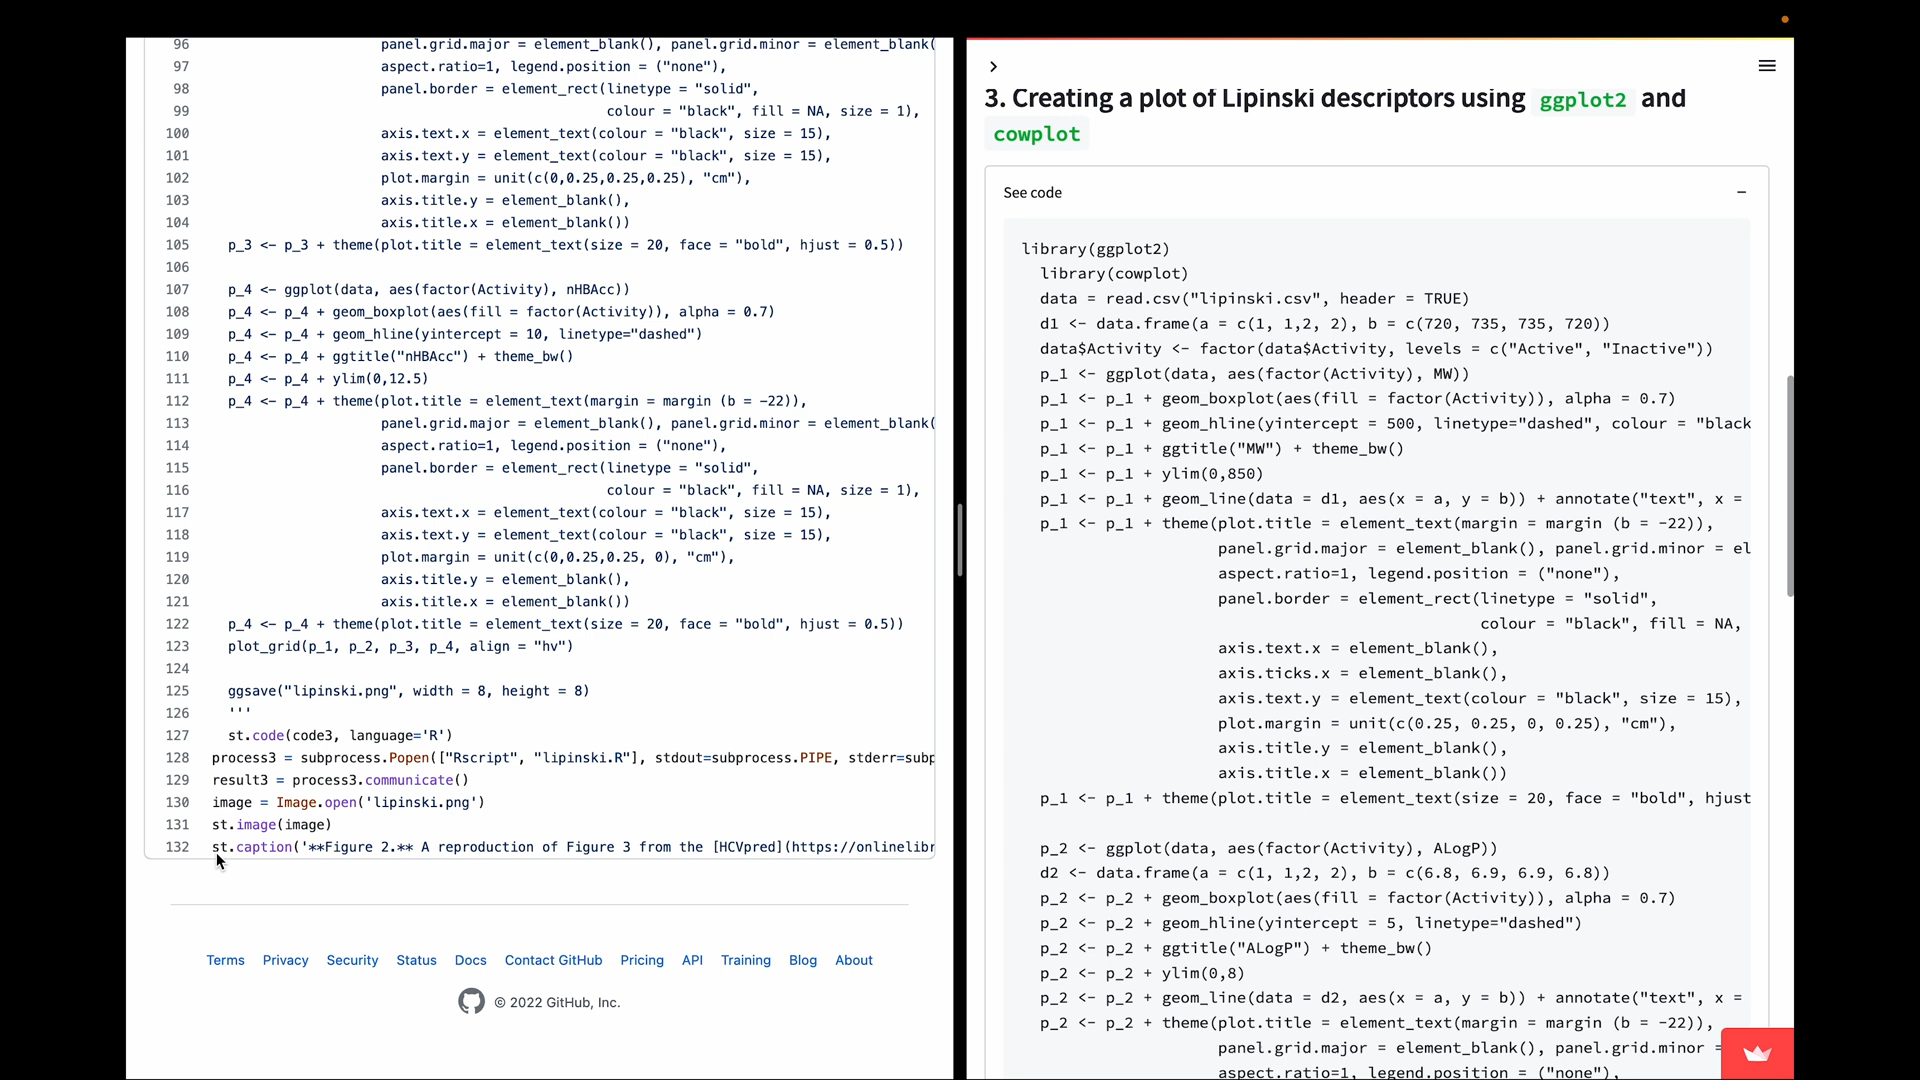 96 panel.grid.major = element_blank(), panel.grid.minor = element_blank(
97 aspect.ratio=1, legend.position = ("none"),
98 panel.border = element_rect(linetype = "solid",
99 colour = "black", fill = NA, size = 1),
100 axis.text.x = element_text(colour = "black", size = 15),
101 axis.text.y = element_text(colour = "black", size = 15),
102 plot.margin = unit(c(0,0.25,0.25,0.25), "cm"),
103 axis.title.y = element_blank(),
104 axis.title.x = element_blank())
105 p_3 <- p_3 + theme(plot.title = element_text(size = 20, face = "bold", hjust = 0.5))
106
107 p_4 <- ggplot(data, aes(factor(Activity), nHBAcc))
108 p_4 <- p_4 + geom_boxplot(aes(fill = factor(Activity)), alpha = 0.7)
109 p_4 <- p_4 + geom_hline(yintercept = 10, linetype="dashed")
110 p_4 <- p_4 + ggtitle("nHBAcc") + theme_bw()
111 p_4 <- p_4 + ylim(0,12.5)
112 p_4 <- p_4 + theme(plot.title = element_text(margin = margin (b = -22)),
113 panel.grid.major = element_blank(), panel.grid.minor = element_blank(
114 aspect.ratio=1, legend.position = ("none"),
115 panel.border = element_rect(linetype = "solid",
116 colour = "black", fill = NA, size = 1),
117 axis.text.x = element_text(colour = "black", size = 15),
118 axis.text.y = element_text(colour = "black", size = 15),
119 plot.margin = unit(c(0,0.25,0.25, 0), "cm"),
120 axis.title.y = element_blank(),
121 axis.title.x = element_blank())
122 p_4 <- p_4 + theme(plot.title = element_text(size = 20, face = "bold", hjust = 0.5))
123 plot_grid(p_1, p_2, p_3, p_4, align = "hv")
124
125 ggsave("lipinski.png", width = 8, height = 8)
126 '''
127 st.code(code3, language='R')
128 process3 = subprocess.Popen(["Rscript", "lipinski.R"], stdout=subprocess.PIPE, stderr=subp
129 result3 = process3.communicate()
130 image = Image.open('lipinski.png')
131 st.image(image)
132 st.caption('**Figure 2.** A reproduction of Figure 3 from the [HCVpred](https://onlinelibr
Terms Privacy Security Status Docs Contact GitHub Pricing API Training Blog About
© 2022 GitHub, Inc.
3. Creating a plot of Lipinski descriptors using ggplot2 and
cowplot
See code
library(ggplot2)
library(cowplot)
data = read.csv("lipinski.csv", header = TRUE)
d1 <- data.frame(a = c(1, 1,2, 2), b = c(720, 735, 735, 720))
data$Activity <- factor(data$Activity, levels = c("Active", "Inactive"))
p_1 <- ggplot(data, aes(factor(Activity), MW))
p_1 <- p_1 + geom_boxplot(aes(fill = factor(Activity)), alpha = 0.7)
p_1 <- p_1 + geom_hline(yintercept = 500, linetype="dashed", colour = "black
p_1 <- p_1 + ggtitle("MW") + theme_bw()
p_1 <- p_1 + ylim(0,850)
p_1 <- p_1 + geom_line(data = d1, aes(x = a, y = b)) + annotate("text", x =
p_1 <- p_1 + theme(plot.title = element_text(margin = margin (b = -22)),
panel.grid.major = element_blank(), panel.grid.minor = el
aspect.ratio=1, legend.position = ("none"),
panel.border = element_rect(linetype = "solid",
colour = "black", fill = NA,
axis.text.x = element_blank(),
axis.ticks.x = element_blank(),
axis.text.y = element_text(colour = "black", size = 15),
plot.margin = unit(c(0.25, 0.25, 0, 0.25), "cm"),
axis.title.y = element_blank(),
axis.title.x = element_blank())
p_1 <- p_1 + theme(plot.title = element_text(size = 20, face = "bold", hjust
p_2 <- ggplot(data, aes(factor(Activity), ALogP))
d2 <- data.frame(a = c(1, 1,2, 2), b = c(6.8, 6.9, 6.9, 6.8))
p_2 <- p_2 + geom_boxplot(aes(fill = factor(Activity)), alpha = 0.7)
p_2 <- p_2 + geom_hline(yintercept = 5, linetype="dashed")
p_2 <- p_2 + ggtitle("ALogP") + theme_bw()
p_2 <- p_2 + ylim(0,8)
p_2 <- p_2 + geom_line(data = d2, aes(x = a, y = b)) + annotate("text", x =
p_2 <- p_2 + theme(plot.title = element_text(margin = margin (b = -22)),
panel.grid.major = element_blank(), panel.grid.minor =
aspect.ratio=1, legend.position = ("none"),